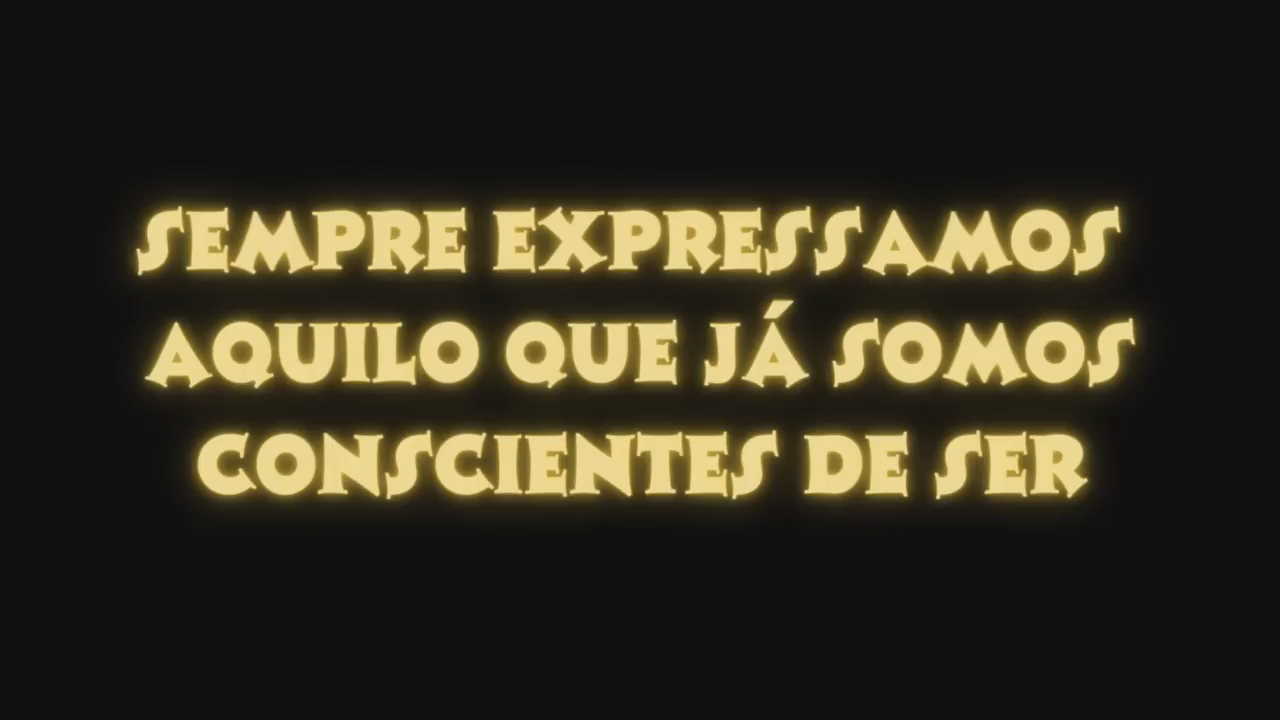 SEMPRE EXPRESSAMOS
AQUILO QUE JÁ SOMOS
CONSCIENTES DE SER